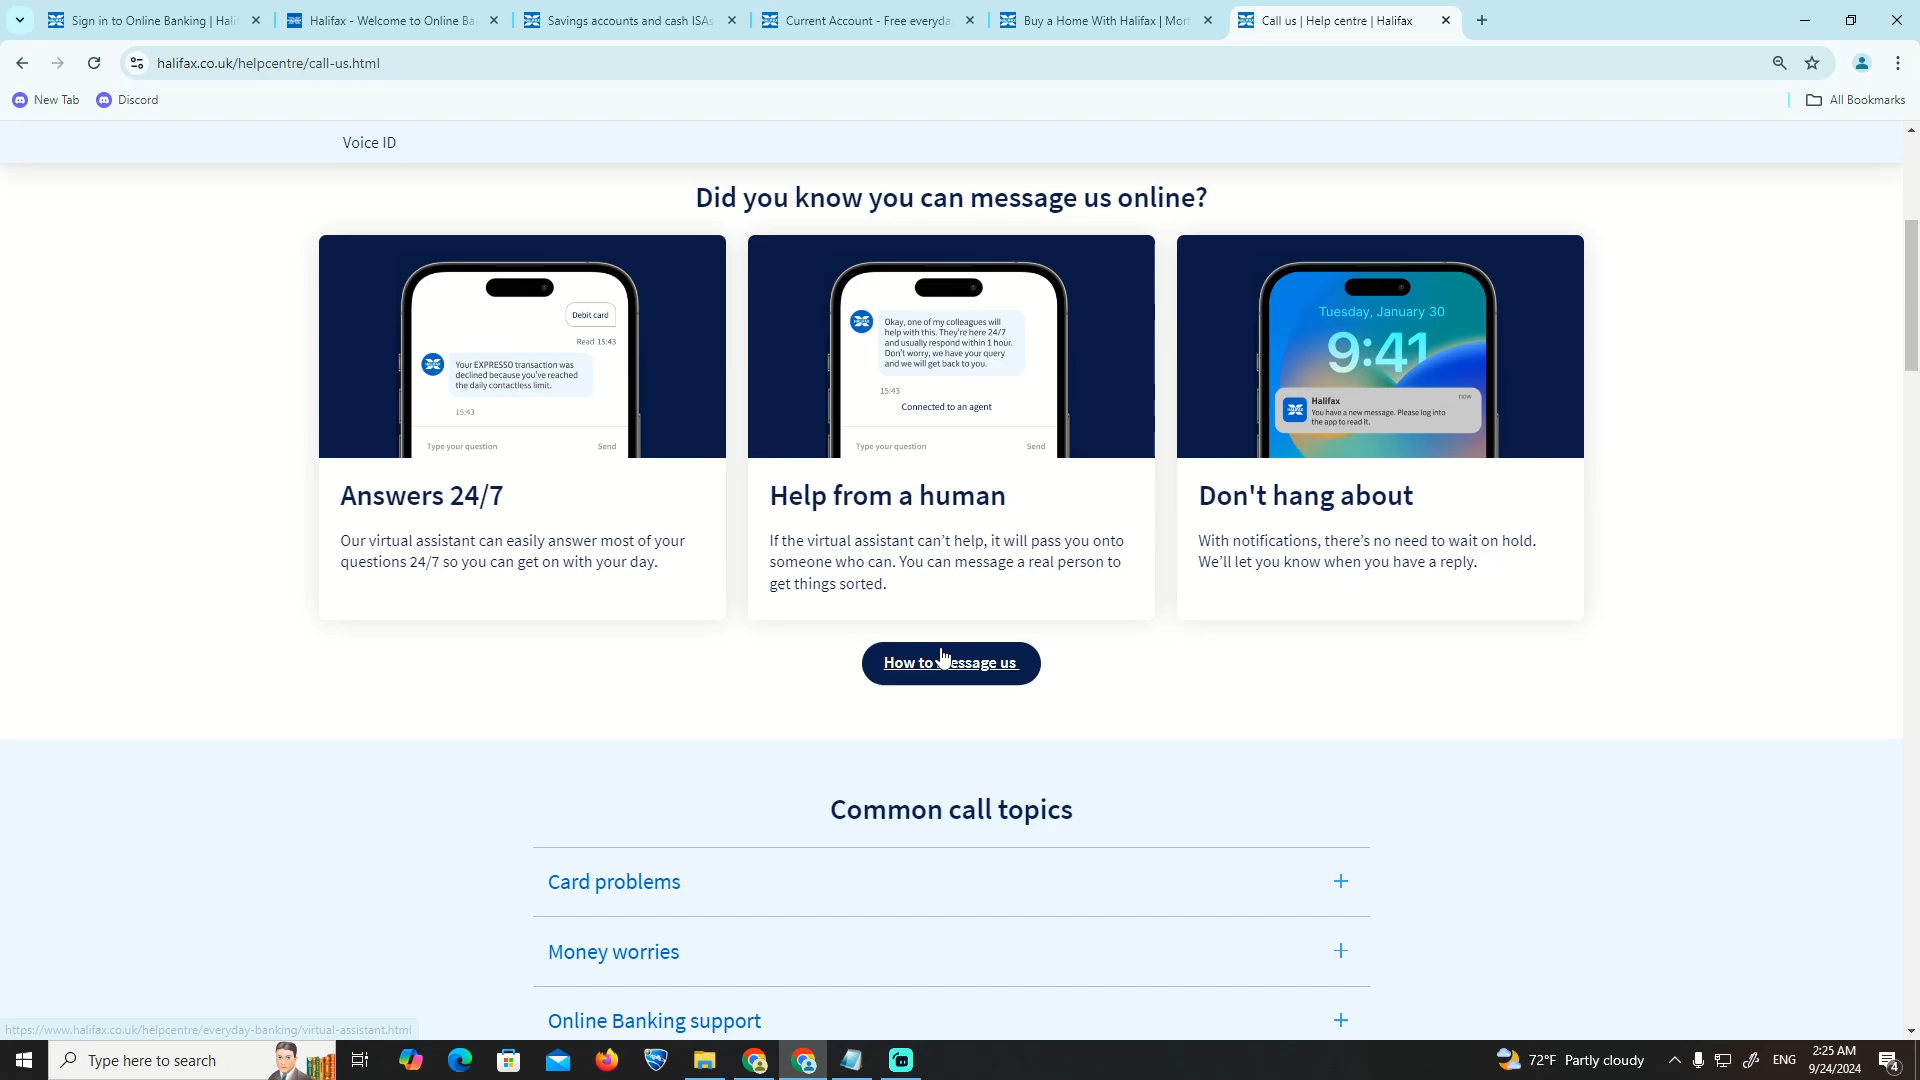 Sign in to Online Banking | Hali
Halifax - Welcome to Online Ba
Savings accounts and cash ISAs
Current Account - Free everyda
Buy a Home With Halifax | Mort
Call us | Help centre | Halifax
halifax.co.uk/helpcentre/call-us.html
New Tab
Discord
All Bookmarks
Voice ID
Did you know you can message us online?
Debit card
Read 15:43
Your EXPRESSO transaction was
declined because you've reached
the daily contactless limit.
15:43
Type your question
Send
Okay, one of my colleagues will
help with this. They're here 24/7
and usually respond within 1 hour.
Don't worry, we have your query
and we will get back to you.
15:43
Connected to an agent
Type your question
Send
Tuesday, January 30
9:41
HALIFAX
Halifax
now
You have a new message. Please log into
the app to read it.
Answers 24/7
Our virtual assistant can easily answer most of your
questions 24/7 so you can get on with your day.
Help from a human
If the virtual assistant can't help, it will pass you onto
someone who can. You can message a real person to
get things sorted.
Don't hang about
With notifications, there's no need to wait on hold.
We'll let you know when you have a reply.
How to message us
Common call topics
Card problems
Money worries
Online Banking support
https://www.halifax.co.uk/helpcentre/everyday-banking/virtual-assistant.html
Type here to search
72°F Partly cloudy
ENG
2:25 AM
9/24/2024
4